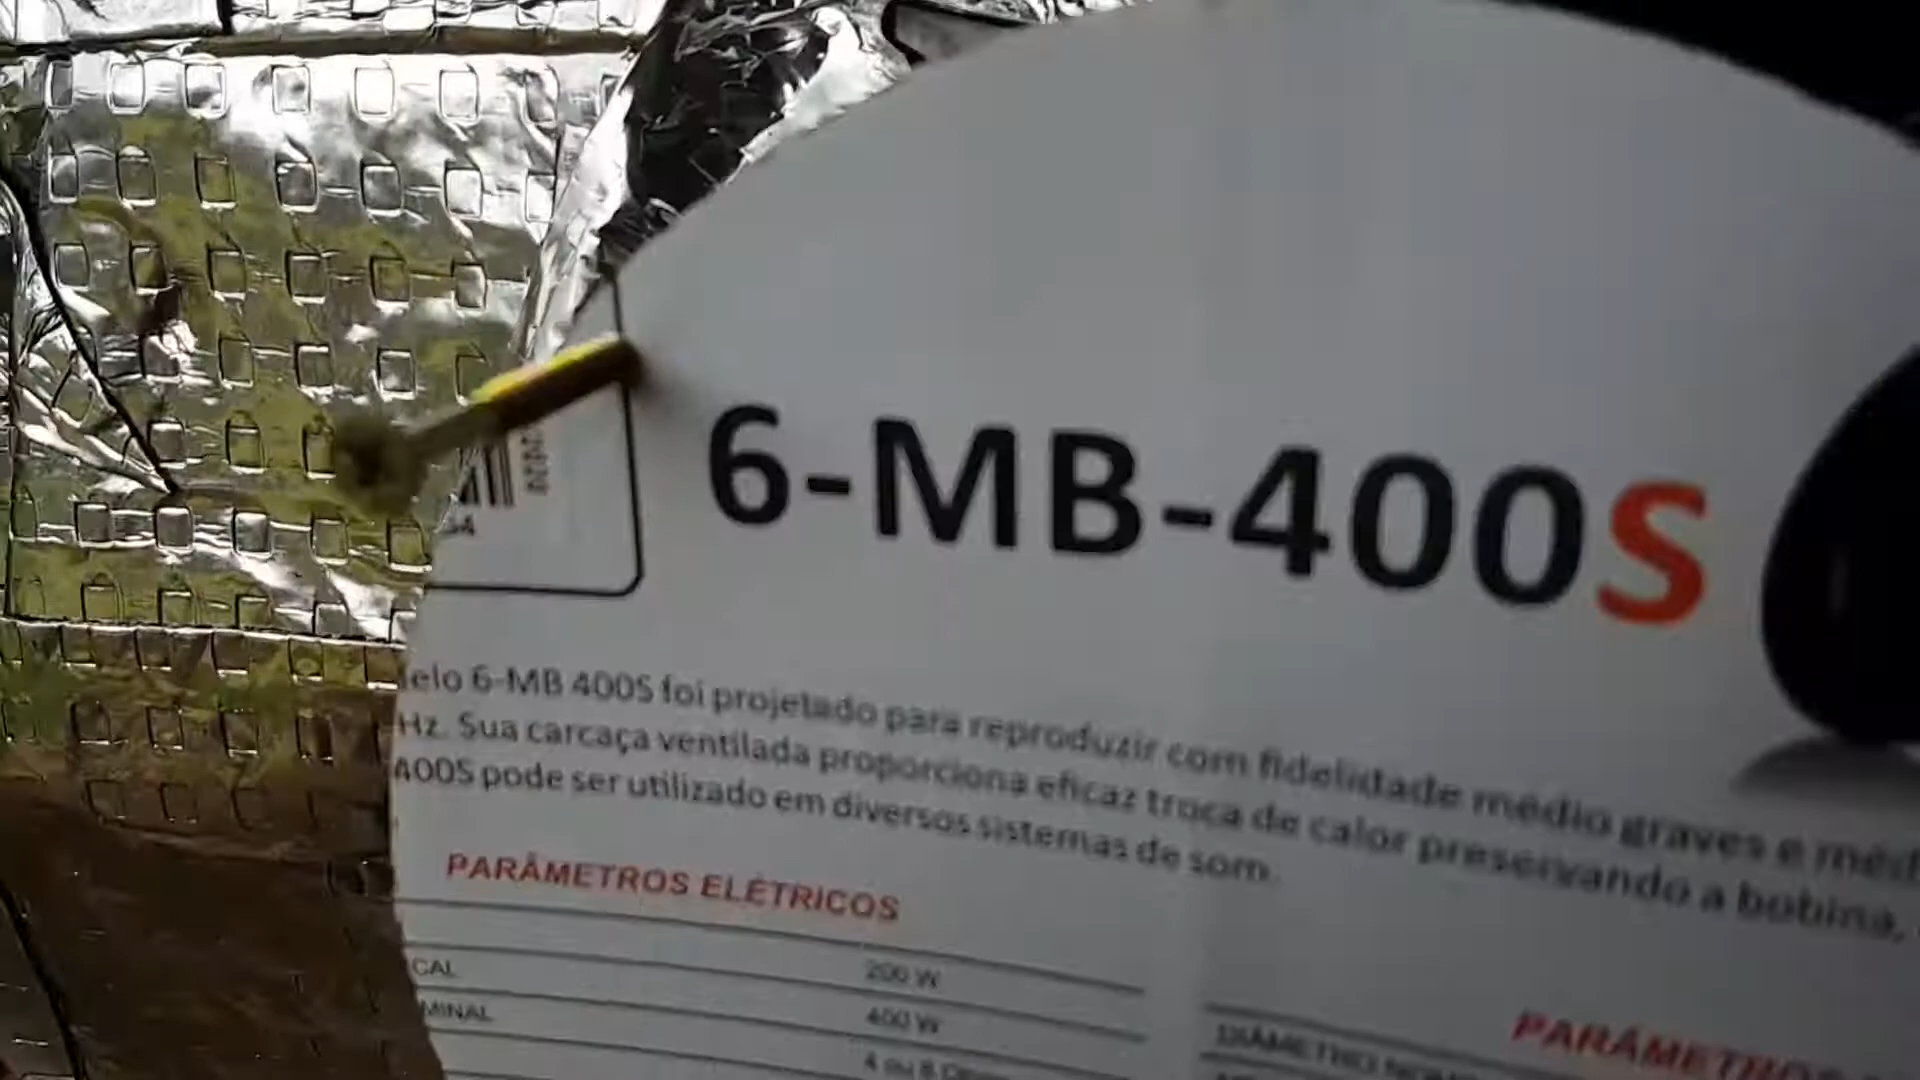 6-MB-400S
elo 6-MB 400S foi projetado para reproduzir com fidelidade médio graves e méd
Hz. Sua carcaça ventilada proporciona eficaz troca de calor preservando a bobina,
400S pode ser utilizado em diversos sistemas de som.
PARÂMETROS ELÉTRICOS
CAL 200 W
MINAL 400 W
4 ou 8
PARÂMETROS
DIÂMETRO